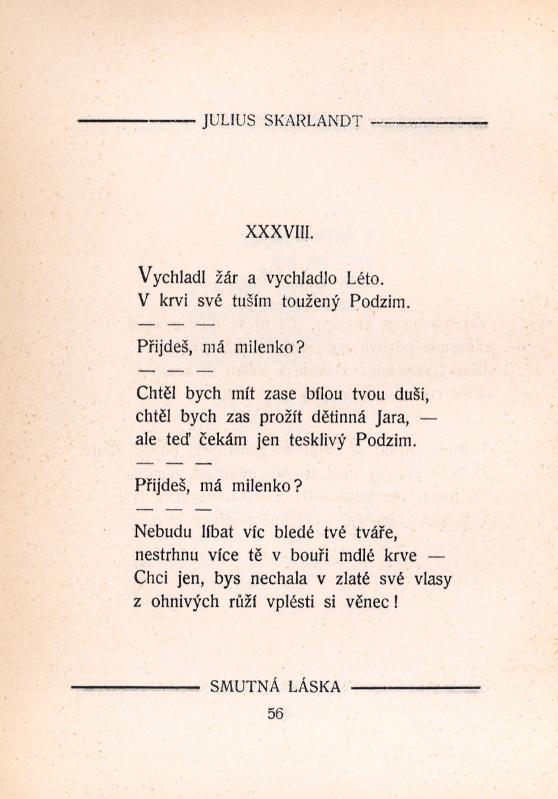 JULIUS SKARLANDT
XXXVIII.
Vychladl žár a vychladlo Léto.
V krvi své tuším toužený Podzim.
— — —
Přijdeš, má milenko?
— — —
Chtěl bych mít zase bílou tvou duši,
chtěl bych zas prožít dětinná Jara, —
ale teď čekám jen tesklivý Podzim.
— — —
Přijdeš, má milenko?
— — —
Nebudu líbat víc bledé tvé tváře,
nestrhnu více tě v bouři mdlé krve —
Chci jen, bys nechala v zlaté své vlasy
z ohnivých růží vplésti si věnec!
SMUTNÁ LÁSKA
56